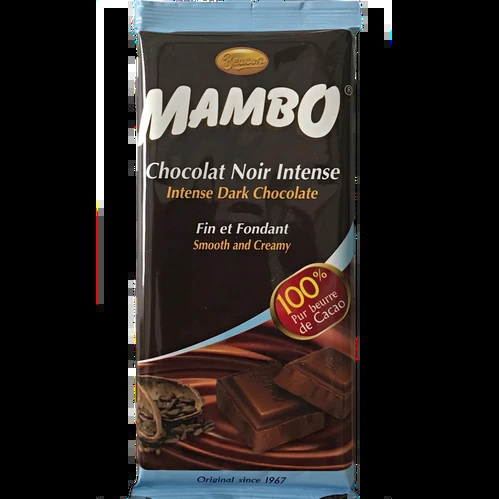 Beacon
MAMBO®
Chocolat Noir Intense
Intense Dark Chocolate
Fin et Fondant
Smooth and Creamy
100%
Pur beurre
de Cacao
Original since 1967